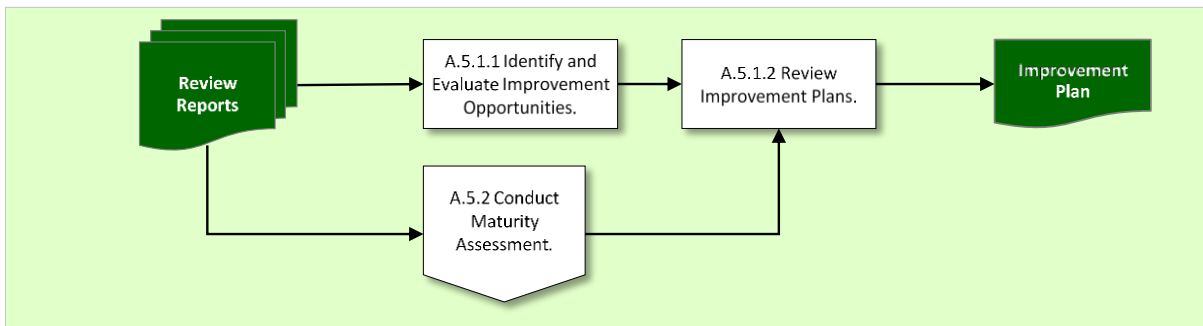 Review
Reports
A.5.1.1 Identify and
Evaluate Improvement
Opportunities.
A.5.1.2 Review
Improvement Plans.
Improvement
Plan
A.5.2 Conduct
Maturity
Assessment.